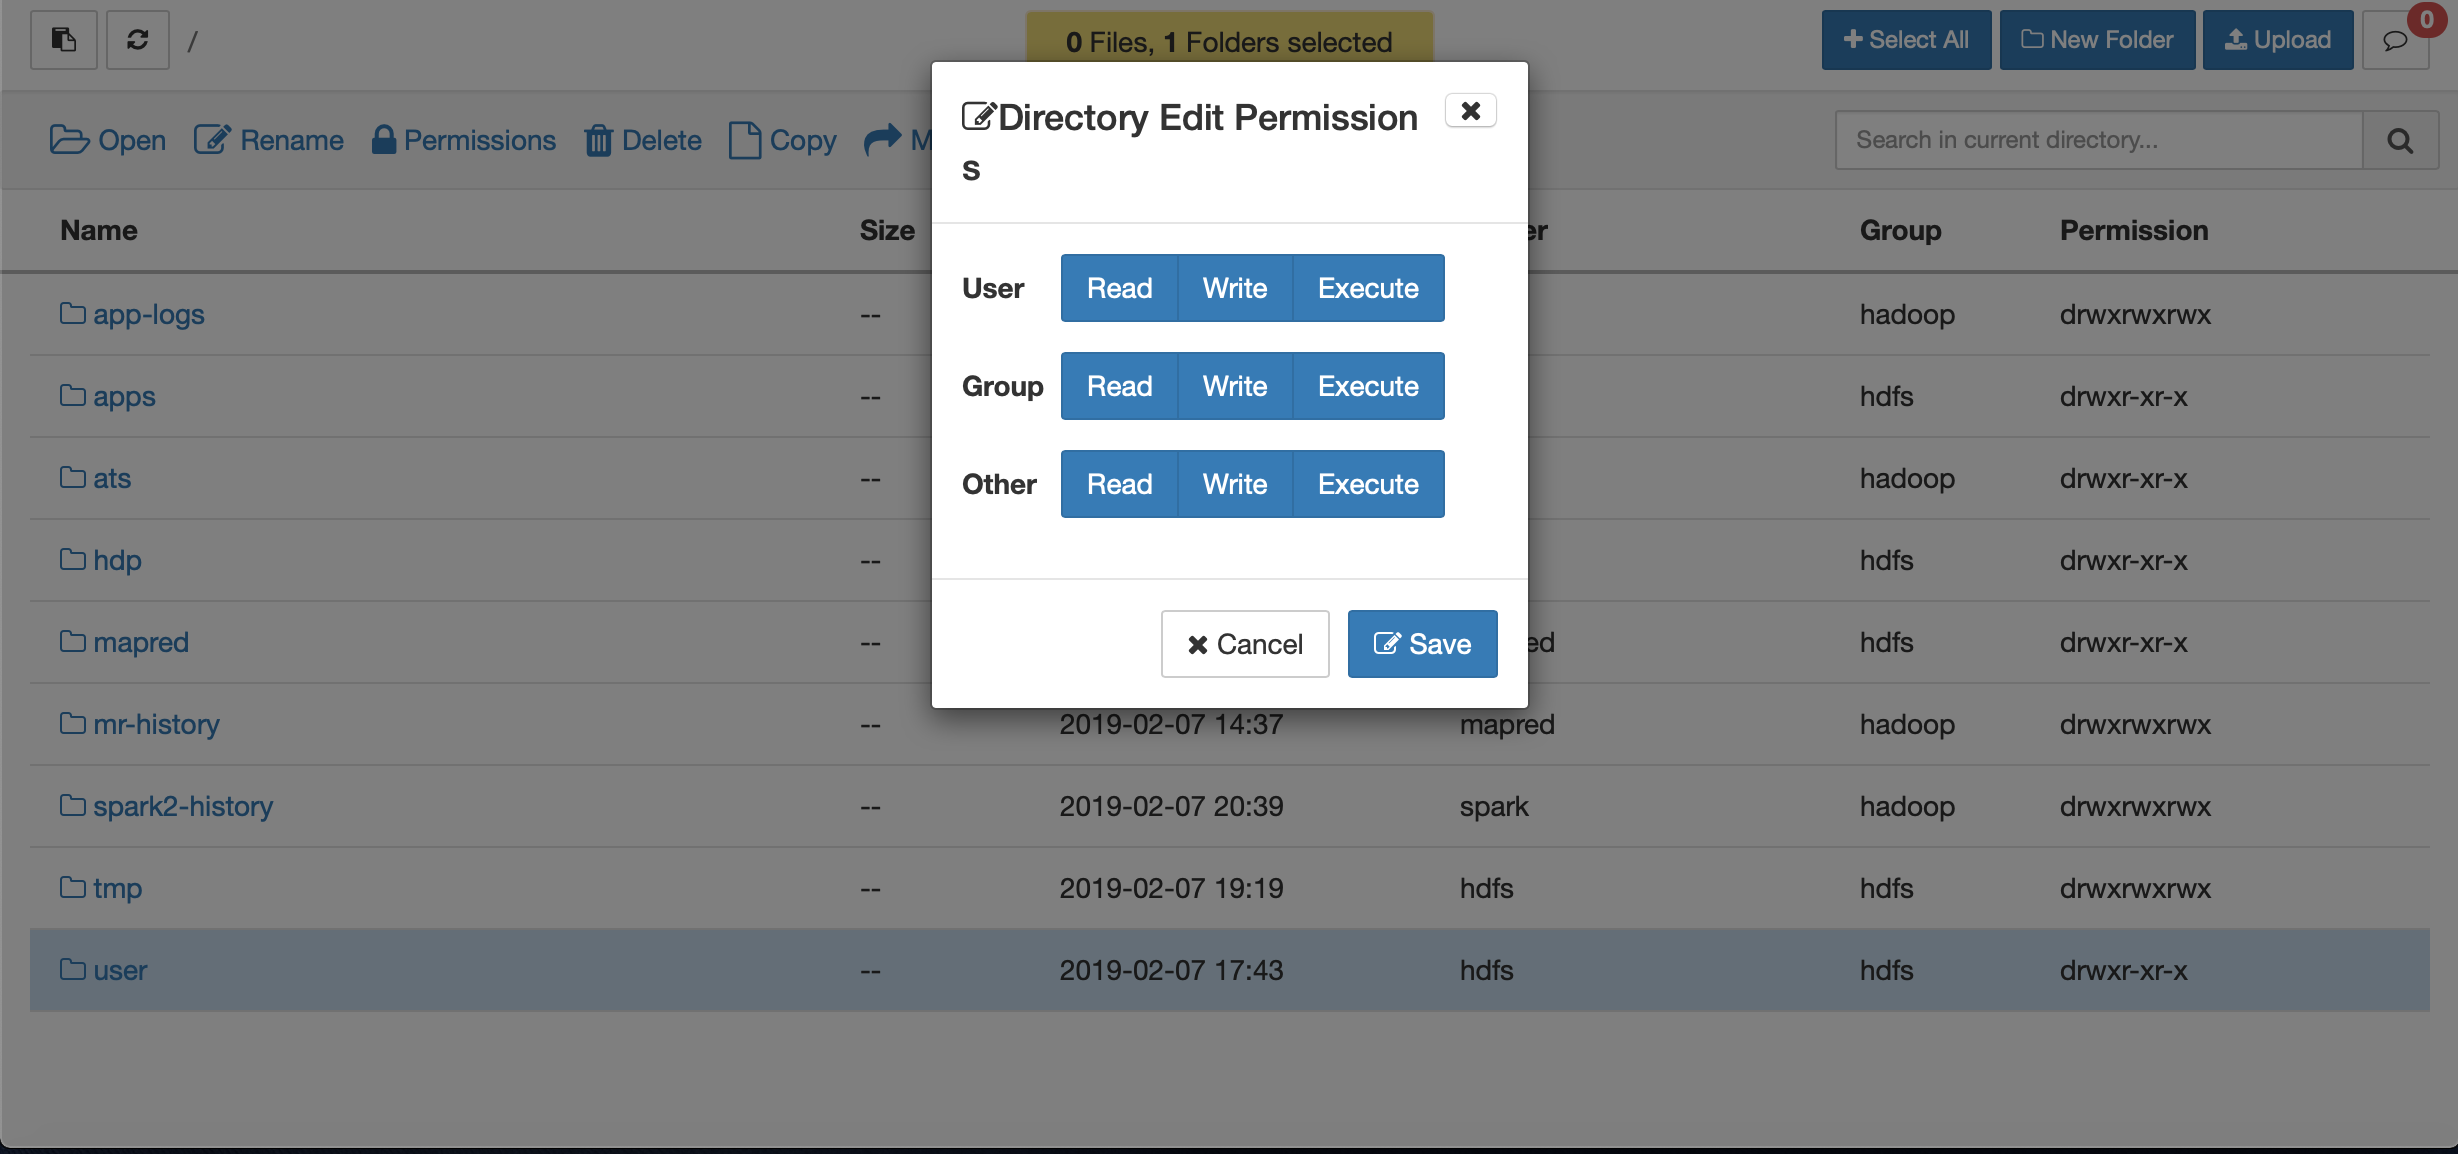 /
0 Files, 1 Folders selected
Select All
New Folder
Upload
0
Open
Rename
Permissions
Delete
Copy
M
Search in current directory...
Directory Edit Permission
s
User Read Write Execute
Group Read Write Execute
Other Read Write Execute
Cancel
Save
Name Size er Group Permission
app-logs -- hadoop drwxrwxrwx
apps -- hdfs drwxr-xr-x
ats -- hadoop drwxr-xr-x
hdp -- hdfs drwxr-xr-x
mapred -- ed hdfs drwxr-xr-x
mr-history -- 2019-02-07 14:37 mapred hadoop drwxrwxrwx
spark2-history -- 2019-02-07 20:39 spark hadoop drwxrwxrwx
tmp -- 2019-02-07 19:19 hdfs hdfs drwxrwxrwx
user -- 2019-02-07 17:43 hdfs hdfs drwxr-xr-x